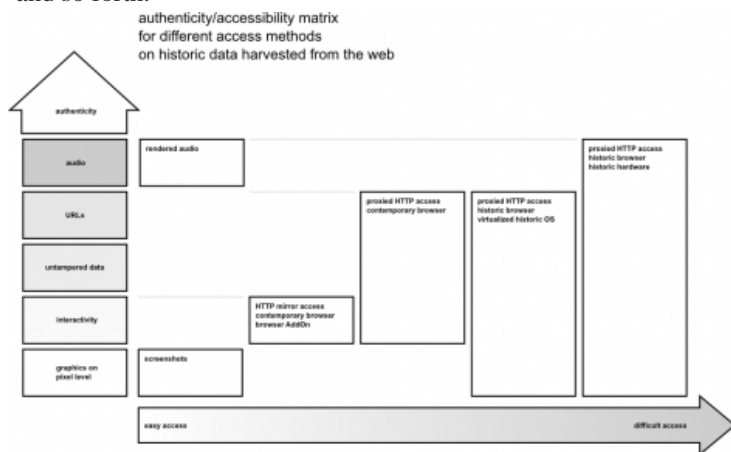 and so forth.
authenticity/accessibility matrix
for different access methods
on historic data harvested from the web
authenticity
audio
rendered audio
proxied HTTP access
historic browser
historic hardware
URLs
proxied HTTP access
contemporary browser
proxied HTTP access
historic browser
virtualized historic OS
untampered data
interactivity
HTTP mirror access
contemporary browser
browser AddOn
graphics on
pixel level
screenshots
easy access
difficult access